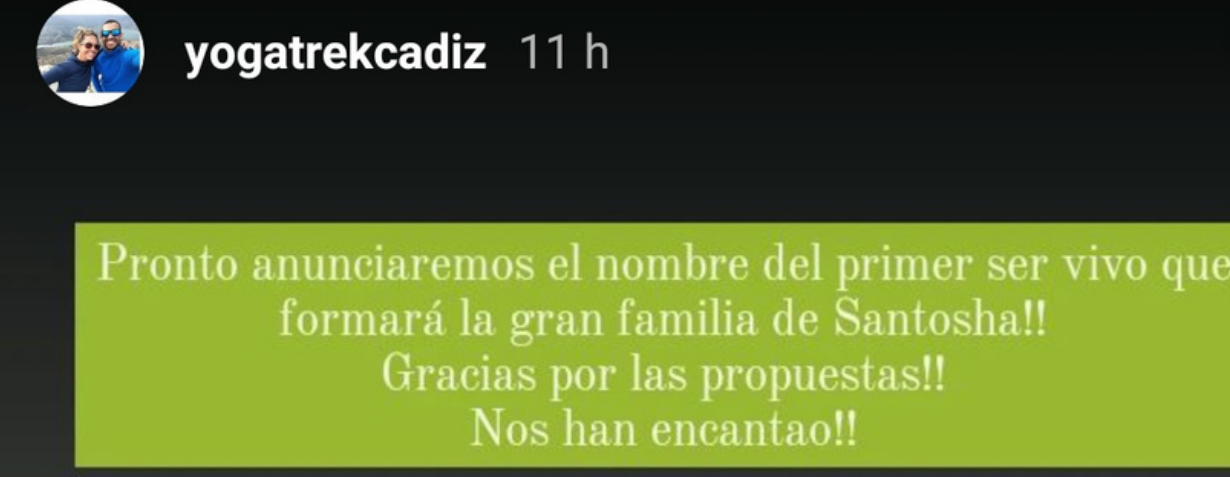 yogatrekcadiz 11 h
Pronto anunciaremos el nombre del primer ser vivo que
formará la gran familia de Santosha!!
Gracias por las propuestas!!
Nos han encantao!!